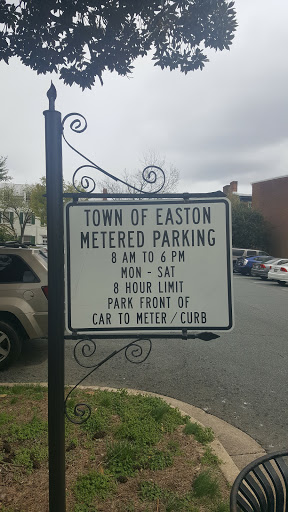 TOWN OF EASTON
METERED PARKING
8 AM TO 6 PM
MON - SAT
8 HOUR LIMIT
PARK FRONT OF
CAR TO METER / CURB